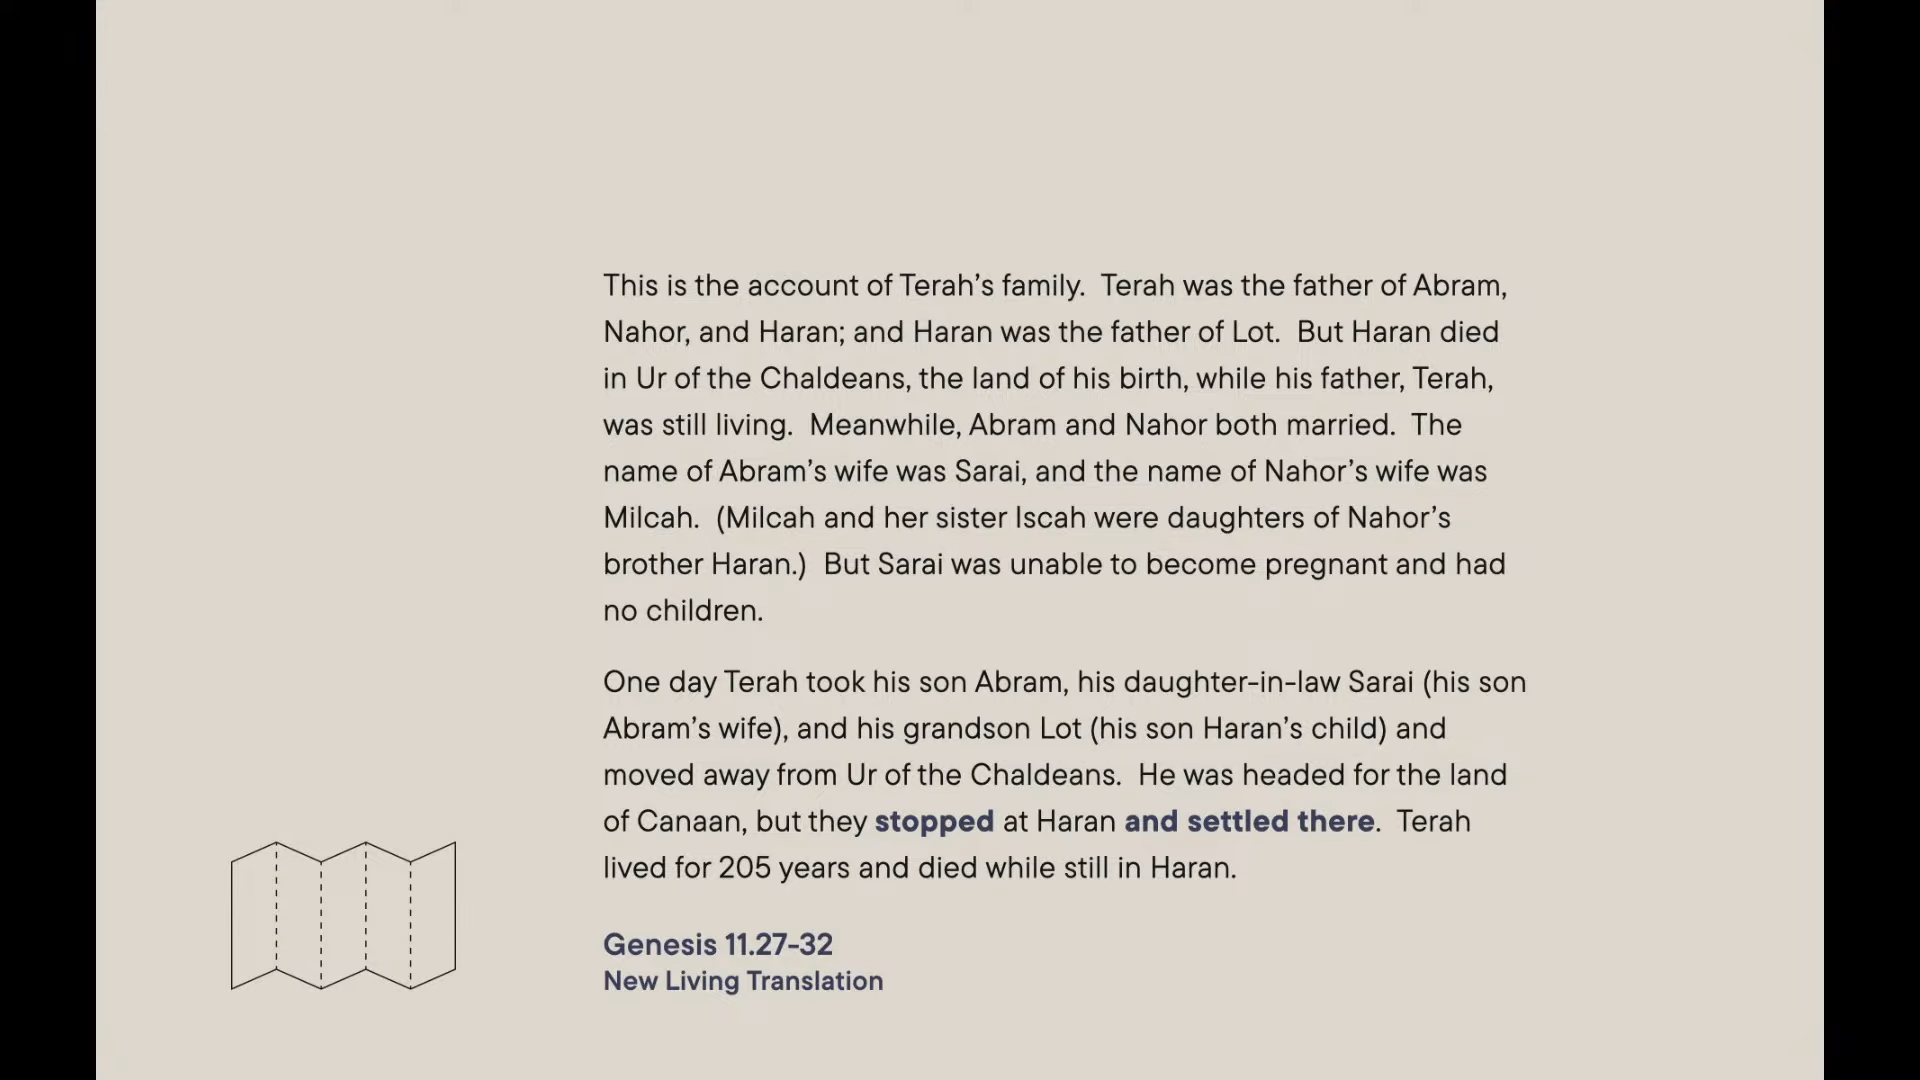 This is the account of Terah’s family.  Terah was the father of Abram,
Nahor, and Haran; and Haran was the father of Lot.  But Haran died
in Ur of the Chaldeans, the land of his birth, while his father, Terah,
was still living.  Meanwhile, Abram and Nahor both married.  The
name of Abram’s wife was Sarai, and the name of Nahor’s wife was
Milcah.  (Milcah and her sister Iscah were daughters of Nahor’s
brother Haran.)  But Sarai was unable to become pregnant and had
no children.
One day Terah took his son Abram, his daughter-in-law Sarai (his son
Abram’s wife), and his grandson Lot (his son Haran’s child) and
moved away from Ur of the Chaldeans.  He was headed for the land
of Canaan, but they stopped at Haran and settled there.  Terah
lived for 205 years and died while still in Haran.
Genesis 11.27-32
New Living Translation